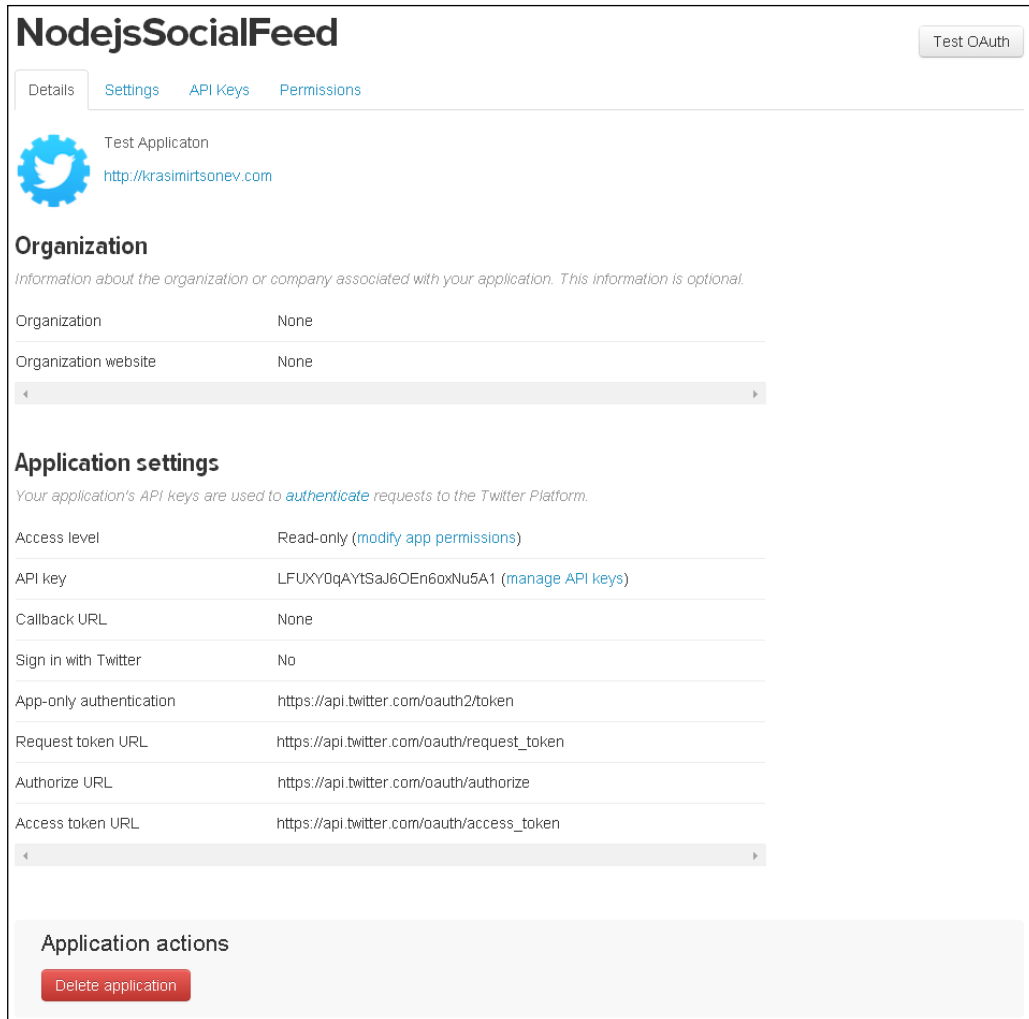 NodejsSocialFeed
Test OAuth
Details Settings API Keys Permissions
Test Applicaton
http://krasimirtsonev.com
Organization
Information about the organization or company associated with your application. This information is optional.
Organization None
Organization website None
Application settings
Your application's API keys are used to authenticate requests to the Twitter Platform.
Access level Read-only (modify app permissions)
API key LFUXY0qAYtSaJ6OEn6oxNu5A1 (manage API keys)
Callback URL None
Sign in with Twitter No
App-only authentication https://api.twitter.com/oauth2/token
Request token URL https://api.twitter.com/oauth/request_token
Authorize URL https://api.twitter.com/oauth/authorize
Access token URL https://api.twitter.com/oauth/access_token
Application actions
Delete application